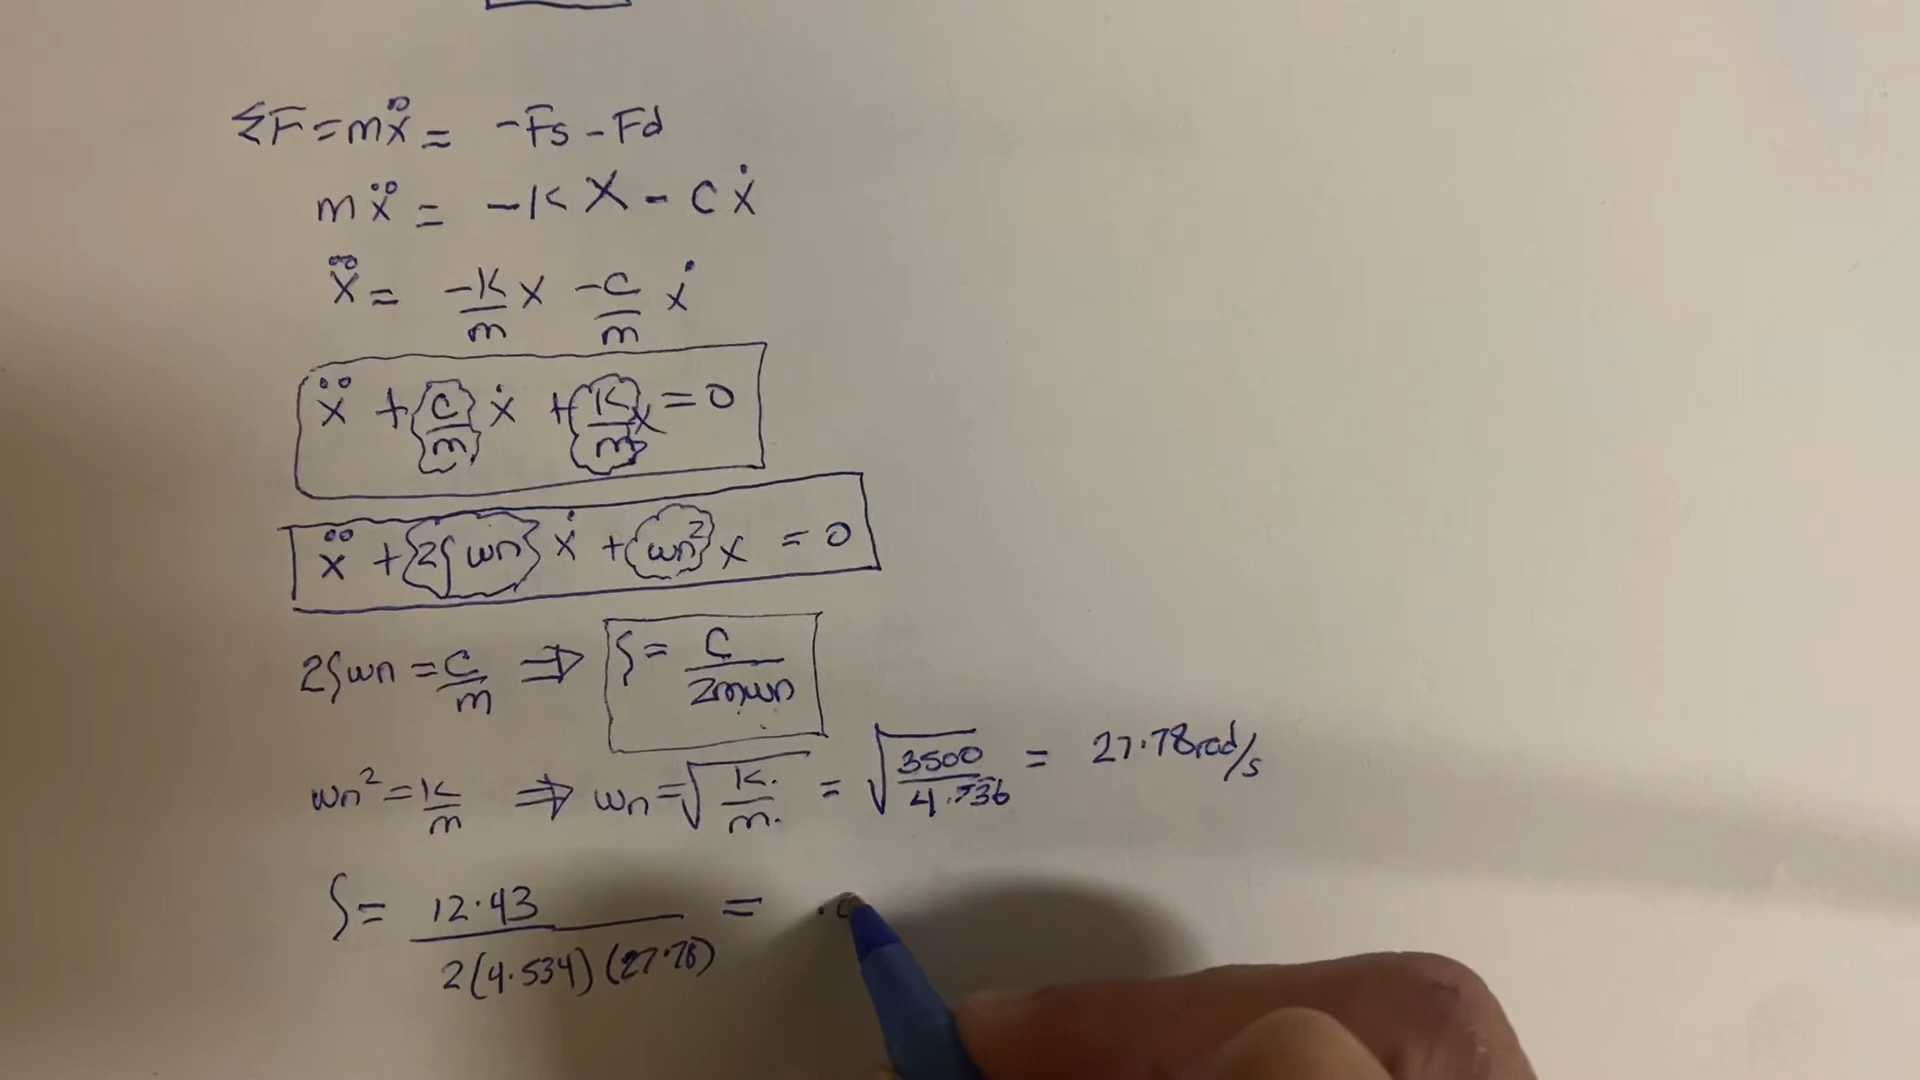 ΣF = mẍ = -Fs - Fd
mẍ = -KX - Cẋ
ẍ = -K/m x -C/m ẋ
ẍ + C/m ẋ + K/m x = 0
ẍ + 2ζωn ẋ + ωn² x = 0
2ζωn = C/m ⇒ ζ = C/2mωn
ωn² = K/m ⇒ ωn = √K/m = √3500/4.536 = 27.78 rad/s
ζ = 12.43/2(4.534)(27.78) =